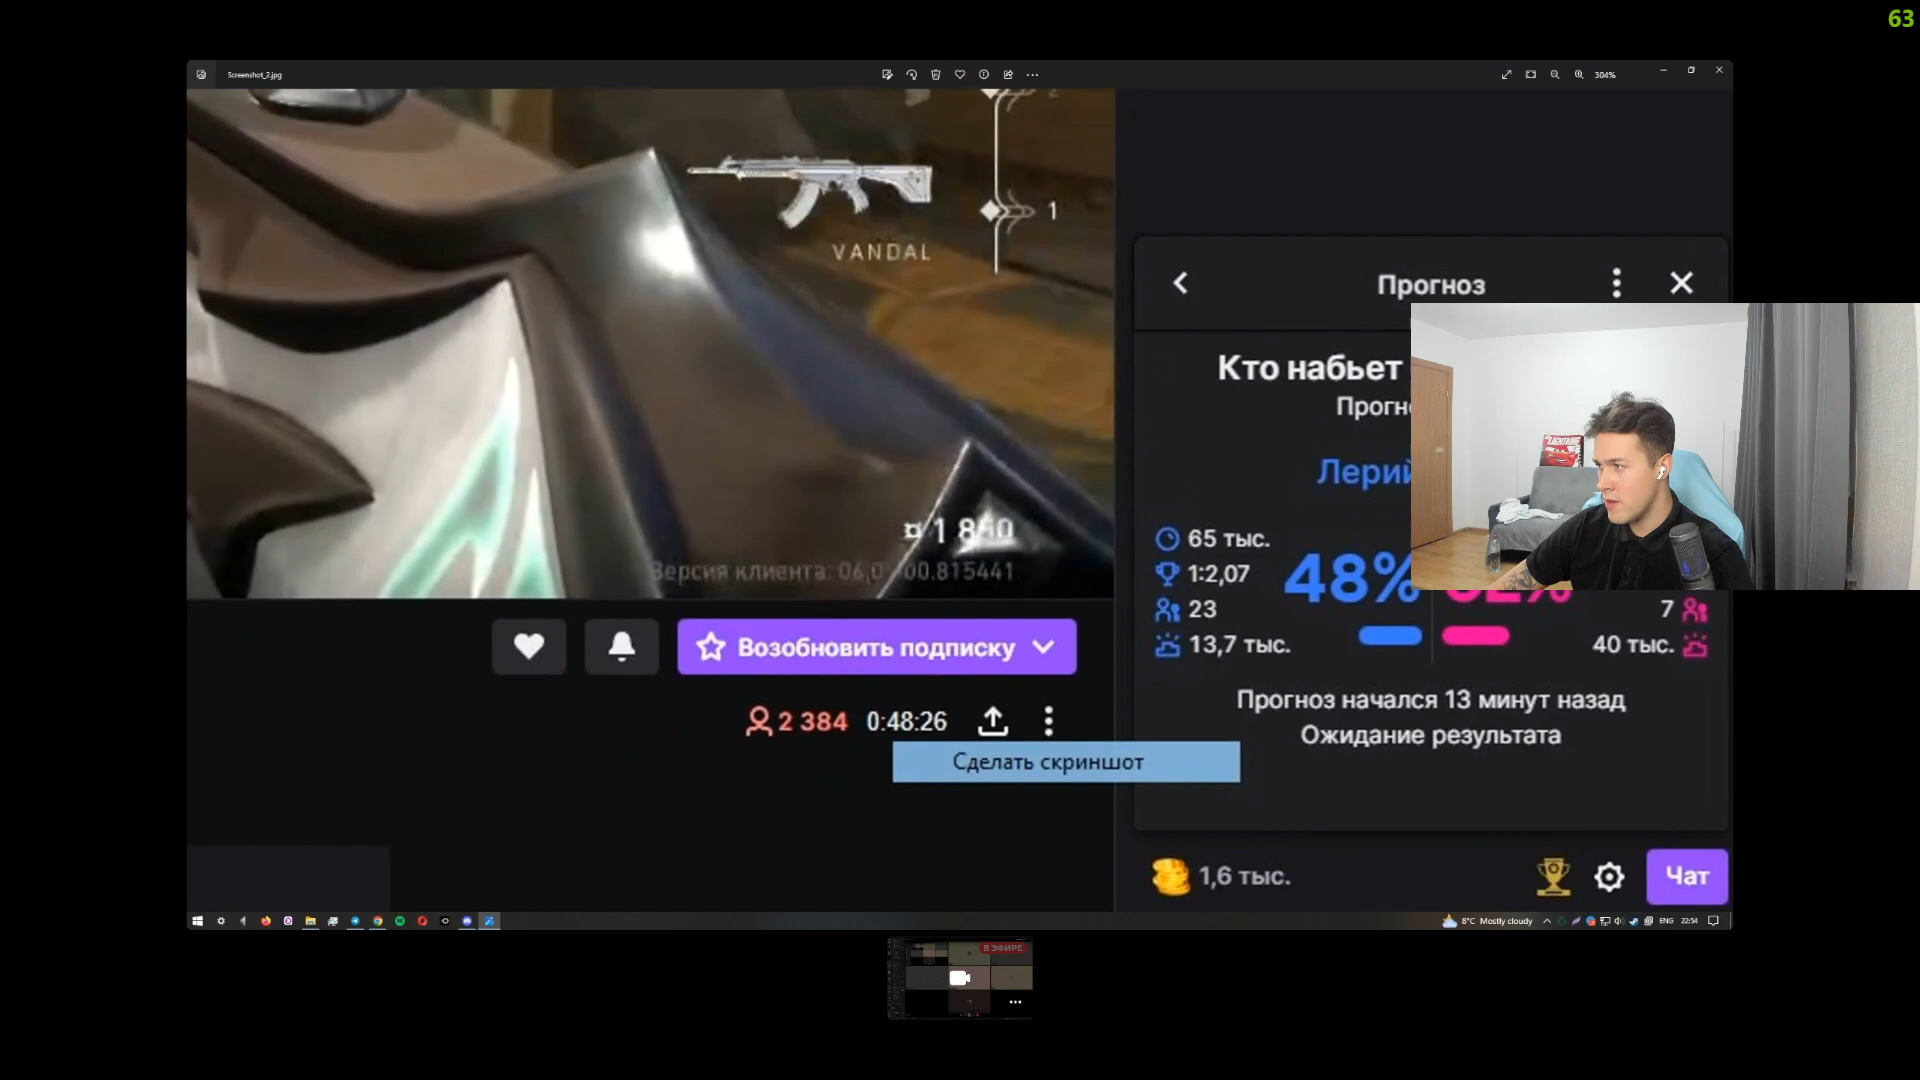 63
Screenshot_2.jpg
304%
2
1
VANDAL
¤ 1 850
Версия клиента: 06.0 00.815441
Возобновить подписку
2 384 0:48:26
Сделать скриншот
Прогноз
Кто набьет
LIGHTNING
65 тыс.
1:2,07
23
13,7 тыс.
48%
7
40 тыс.
Прогноз начался 13 минут назад
Ожидание результата
1,6 тыс.
Чат
8°C Mostly cloudy
ENG
22:54
В ЭФИРЕ